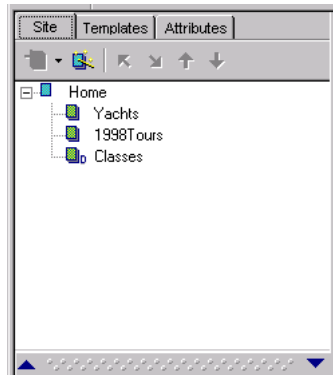 Site Templates Attributes
Home
Yachts
1998Tours
D Classes